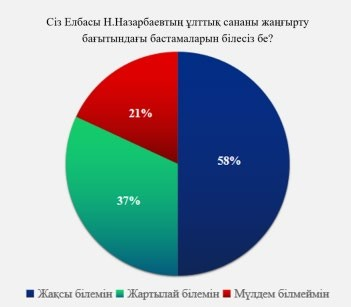 Сіз Елбасы Н.Назарбаевтың ұлттық сананы жаңғырту
бағытындағы бастамаларын білесіз бе?
21%
58%
37%
Жақсы білемін Жартылай білемін Мүлдем білмеймін